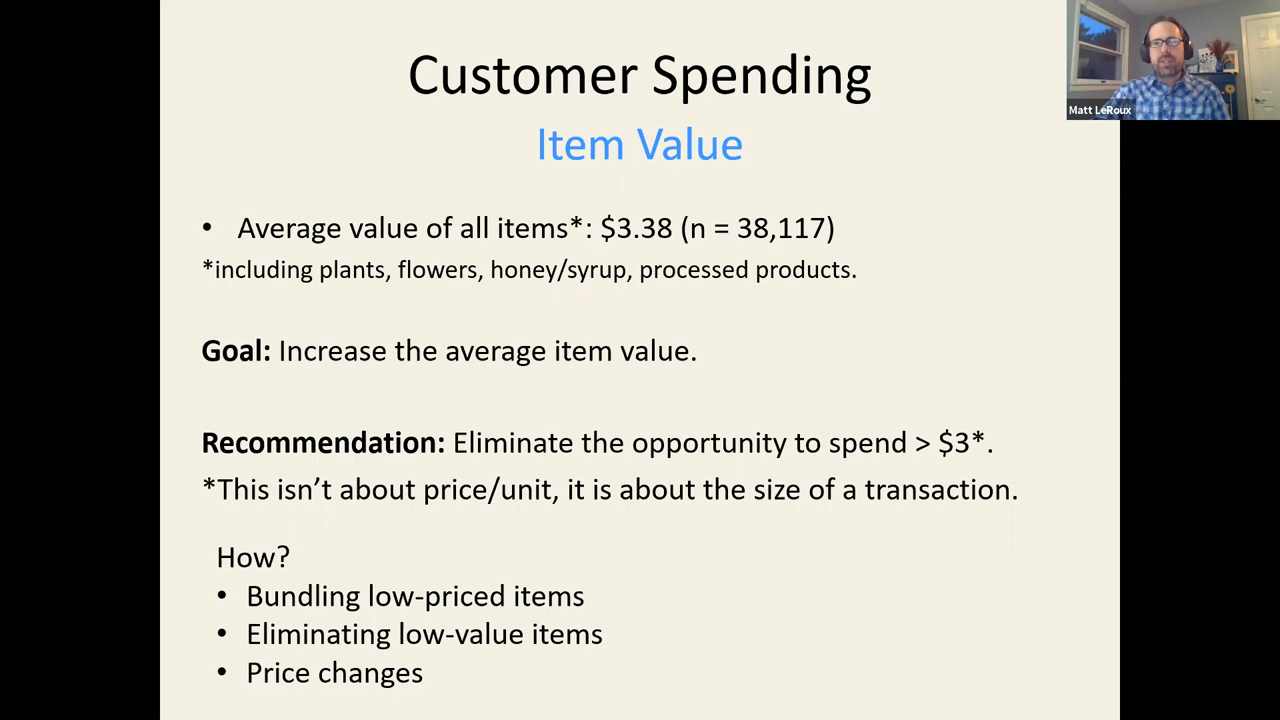 Customer Spending
Item Value
Matt LeRoux
• Average value of all items*: $3.38 (n = 38,117)
*including plants, flowers, honey/syrup, processed products.
Goal: Increase the average item value.
Recommendation: Eliminate the opportunity to spend > $3*.
*This isn’t about price/unit, it is about the size of a transaction.
How?
• Bundling low-priced items
• Eliminating low-value items
• Price changes